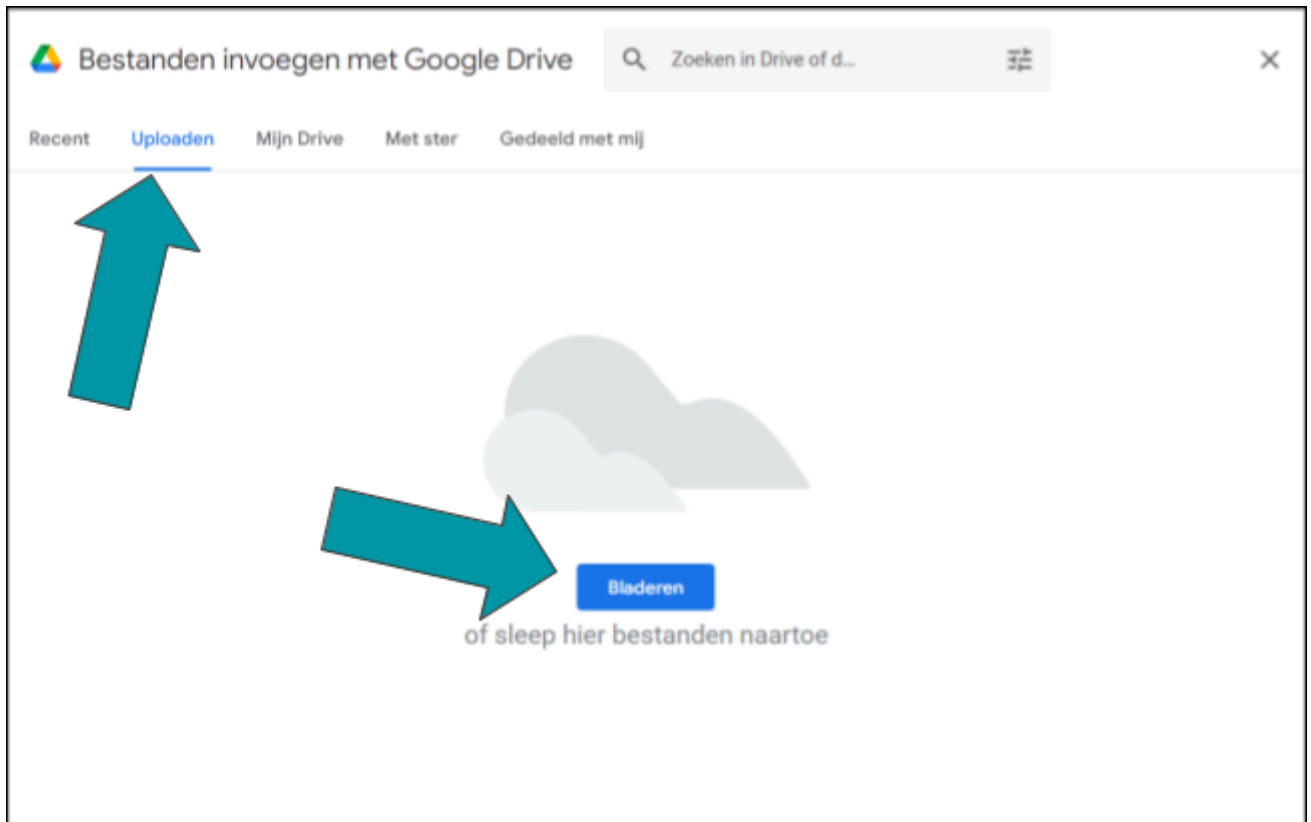 Bestanden invoegen met Google Drive
Zoeken in Drive of d...
Recent Uploaden Mijn Drive Met ster Gedeeld met mij
Bladeren
of sleep hier bestanden naartoe